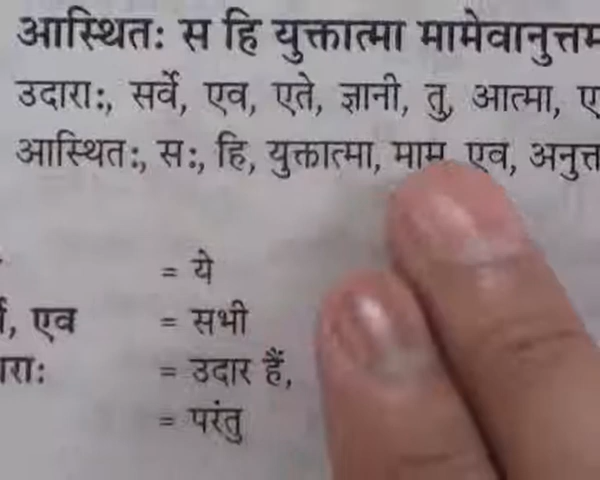 आस्थितः स हि युक्तात्मा मामेवानुत्तम
उदाराः, सर्वे, एव, एते, ज्ञानी, तु, आत्मा, ए
आस्थितः, सः, हि, युक्तात्मा, माम्, एव, अनुत्त
= ये
, एव = सभी
राः = उदार हैं,
= परंतु